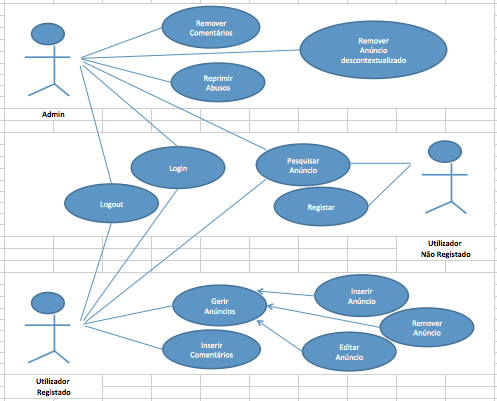 Remover
Comentários
Remover
Anúncio
descontextualizado
Reprimir
Abusos
Admin
Login
Pesquisar
Anúncio
Logout
Registar
Utilizador
Não Registado
Gerir
Anúncios
Inserir
Anúncio
Remover
Anúncio
Inserir
Comentários
Editar
Anúncio
Utilizador
Registado